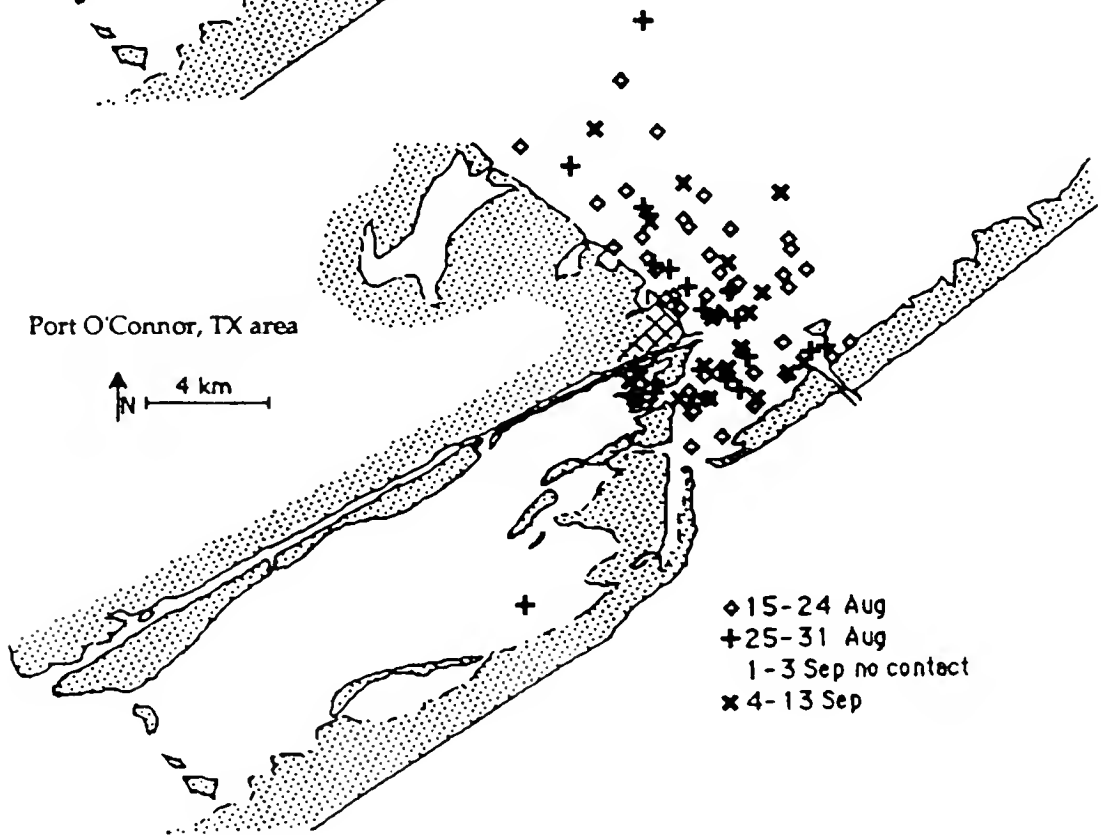 Port O'Connor, TX area
N 4 km
◇ 15-24 Aug
+ 25-31 Aug
1-3 Sep no contact
× 4-13 Sep